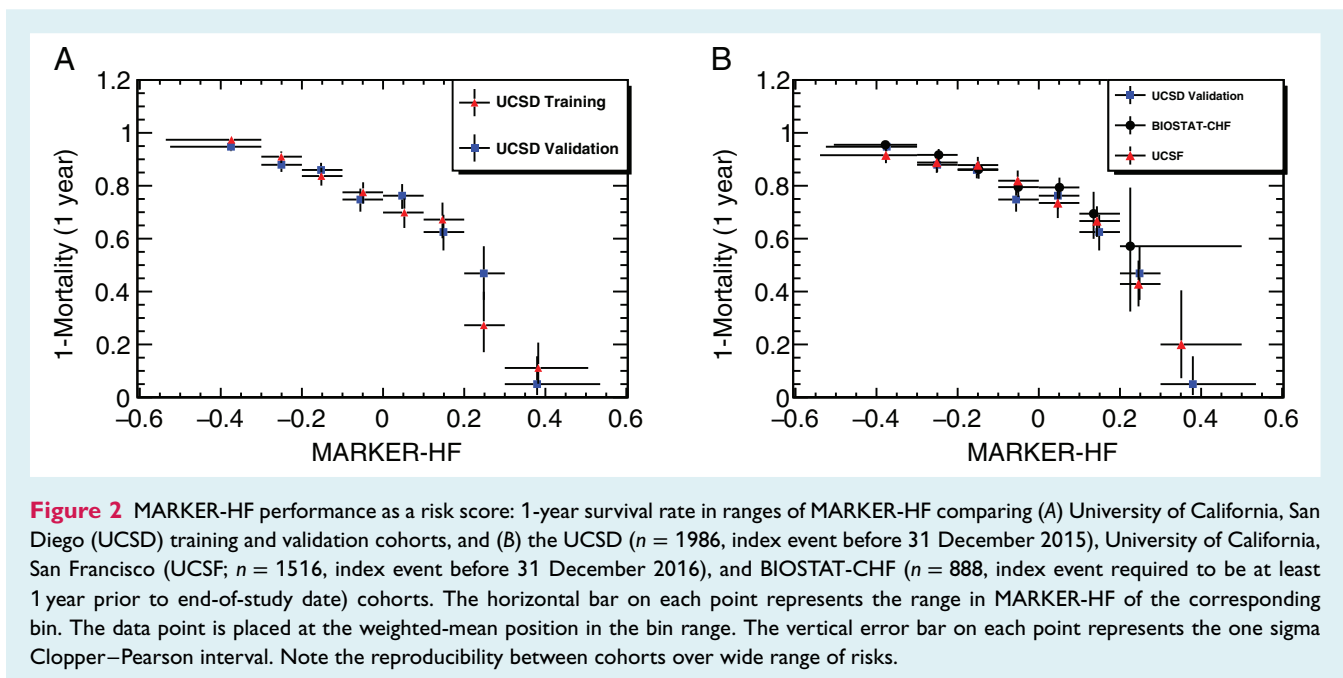 A
1.2
1
0.8
0.6
0.4
0.2
0
1-Mortality (1 year)
UCSD Training
UCSD Validation
−0.6 −0.4 −0.2 0 0.2 0.4 0.6
MARKER-HF
B
1.2
1
0.8
0.6
0.4
0.2
0
1-Mortality (1 year)
UCSD Validation
BIOSTAT-CHF
UCSF
−0.6 −0.4 −0.2 0 0.2 0.4 0.6
MARKER-HF
Figure 2 MARKER-HF performance as a risk score: 1-year survival rate in ranges of MARKER-HF comparing (A) University of California, San
Diego (UCSD) training and validation cohorts, and (B) the UCSD (n = 1986, index event before 31 December 2015), University of California,
San Francisco (UCSF; n = 1516, index event before 31 December 2016), and BIOSTAT-CHF (n = 888, index event required to be at least
1 year prior to end-of-study date) cohorts. The horizontal bar on each point represents the range in MARKER-HF of the corresponding
bin. The data point is placed at the weighted-mean position in the bin range. The vertical error bar on each point represents the one sigma
Clopper–Pearson interval. Note the reproducibility between cohorts over wide range of risks.